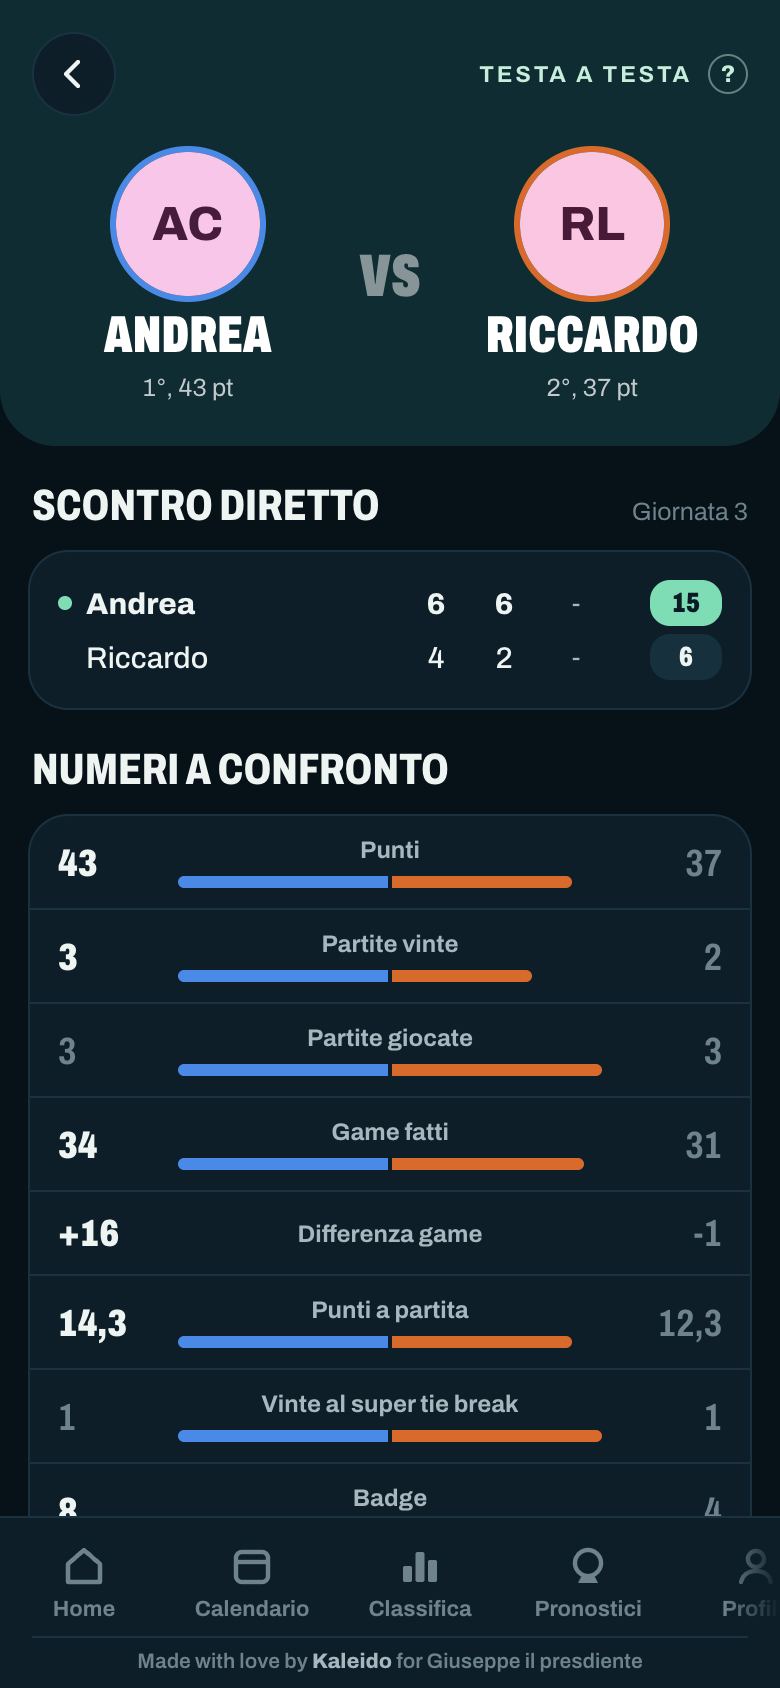 TESTA A TESTA ?
AC
RL
VS
ANDREA
RICCARDO
1°, 43 pt
2°, 37 pt
SCONTRO DIRETTO
Giornata 3
Andrea 6 6 - 15
Riccardo 4 2 - 6
NUMERI A CONFRONTO
43 Punti 37
3 Partite vinte 2
3 Partite giocate 3
34 Game fatti 31
+16 Differenza game -1
14,3 Punti a partita 12,3
1 Vinte al super tie break 1
8 Badge 4
Home
Calendario
Classifica
Pronostici
Profil
Made with love by Kaleido for Giuseppe il presdiente